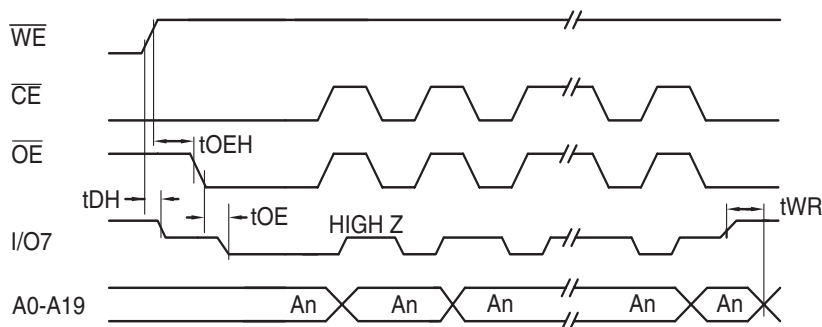 WE
CE
OE
tOEH
tDH
tOE
HIGH Z
tWR
I/O7
A0-A19
An An An An An